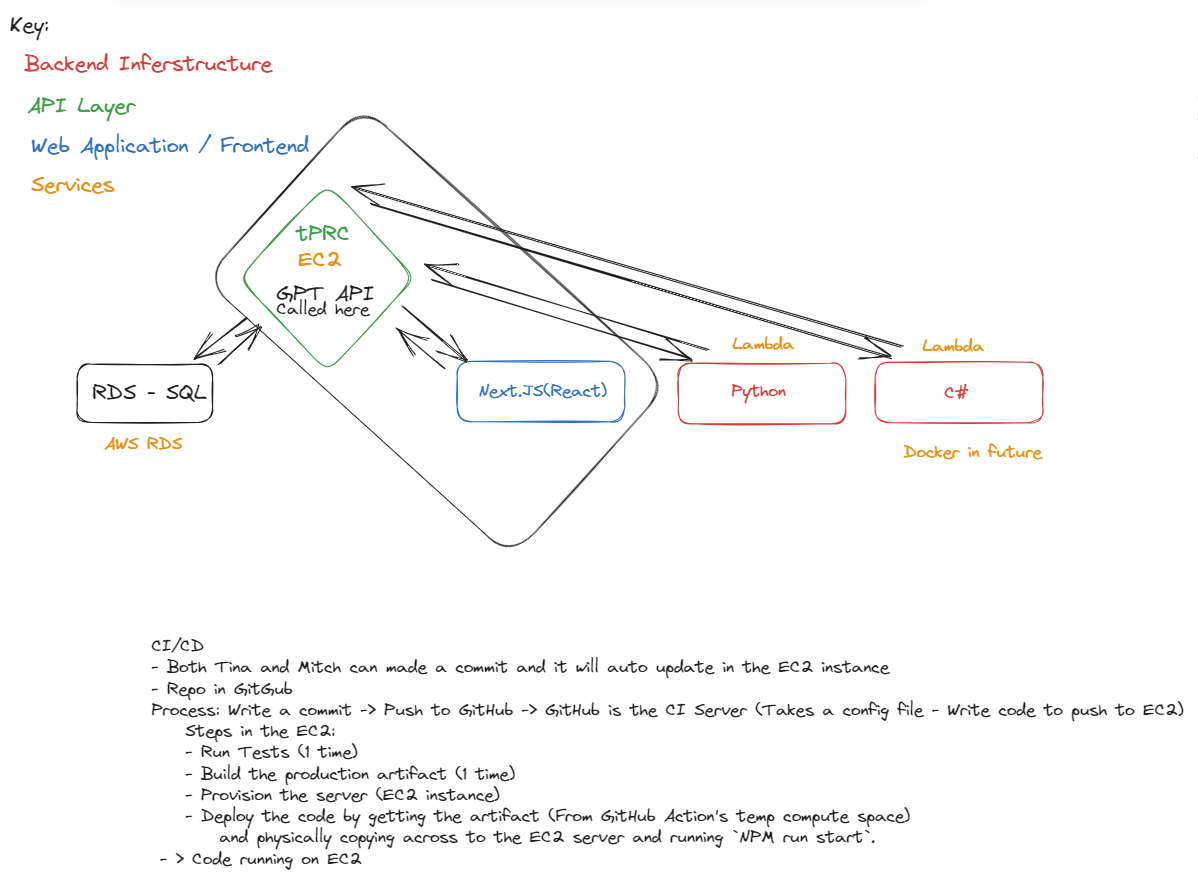 Key:
Backend Inferstructure
API Layer
Web Application / Frontend
Services
tPRC
EC2
GPT API
Called here
Lambda
Lambda
RDS - SQL
Next.JS(React)
Python
C#
AWS RDS
Docker in future
CI/CD
- Both Tina and Mitch can made a commit and it will auto update in the EC2 instance
- Repo in GitGub
Process: Write a commit -> Push to GitHub -> GitHub is the CI Server (Takes a config file - Write code to push to EC2)
Steps in the EC2:
- Run Tests (1 time)
- Build the production artifact (1 time)
- Provision the server (EC2 instance)
- Deploy the code by getting the artifact (From GitHub Action's temp compute space)
and physically copying across to the EC2 server and running `NPM run start`.
- > Code running on EC2